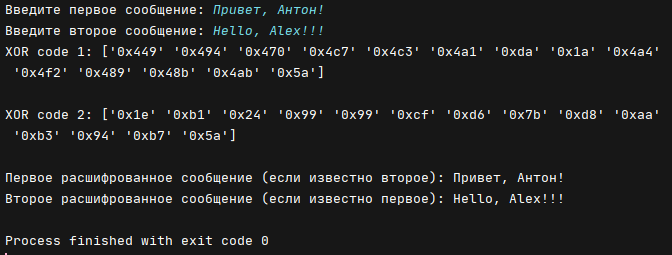 Введите первое сообщение: Привет, Антон!
Введите второе сообщение: Hello, Alex!!!
XOR code 1: ['0x449' '0x494' '0x470' '0x4c7' '0x4c3' '0x4a1' '0xda' '0x1a' '0x4a4'
 '0x4f2' '0x489' '0x48b' '0x4ab' '0x5a']
XOR code 2: ['0x1e' '0xb1' '0x24' '0x99' '0x99' '0xcf' '0xd6' '0x7b' '0xd8' '0xaa'
 '0xb3' '0x94' '0xb7' '0x5a']
Первое расшифрованное сообщение (если известно второе): Привет, Антон!
Второе расшифрованное сообщение (если известно первое): Hello, Alex!!!
Process finished with exit code 0